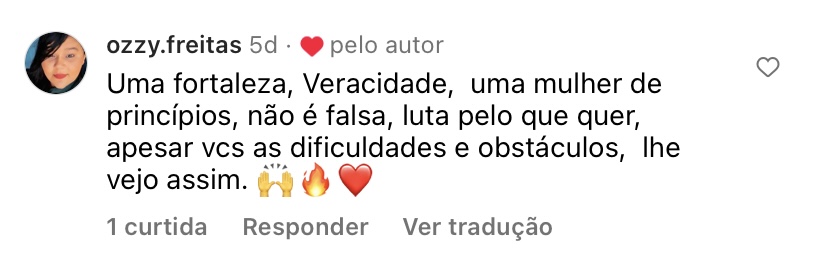 ozzy.freitas 5d · ❤️ pelo autor
Uma fortaleza, Veracidade,  uma mulher de
princípios, não é falsa, luta pelo que quer,
apesar vcs as dificuldades e obstáculos,  lhe
vejo assim. 🙌🔥❤️
1 curtida Responder Ver tradução